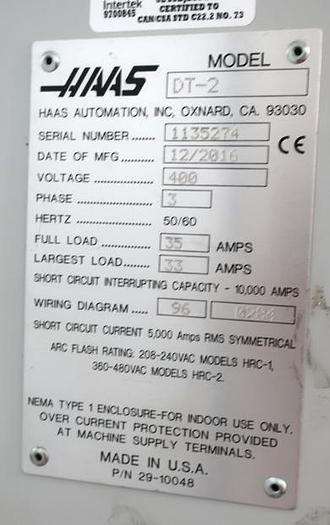 Intertek
9700845
CERTIFIED TO
CAN/CSA STD C22.2 NO. 73
HAAS
MODEL
DT-2
HAAS AUTOMATION, INC, OXNARD, CA. 93030
SERIAL NUMBER ...... 1135274
CE
DATE OF MFG ........... 12/2016
VOLTAGE ................. 400
PHASE ..................... 3
HERTZ 50/60
FULL LOAD ............. 35 AMPS
LARGEST LOAD........ 33 AMPS
SHORT CIRCUIT INTERRUPTING CAPACITY - 10,000 AMPS
WIRING DIAGRAM ..... 96
SHORT CIRCUIT CURRENT 5,000 Amps RMS SYMMETRICAL
ARC FLASH RATING: 208-240VAC MODELS HRC-1,
360-480VAC MODELS HRC-2.
NEMA TYPE 1 ENCLOSURE-FOR INDOOR USE ONLY.
OVER CURRENT PROTECTION PROVIDED
AT MACHINE SUPPLY TERMINALS.
MADE IN U.S.A.
P/N 29-10048